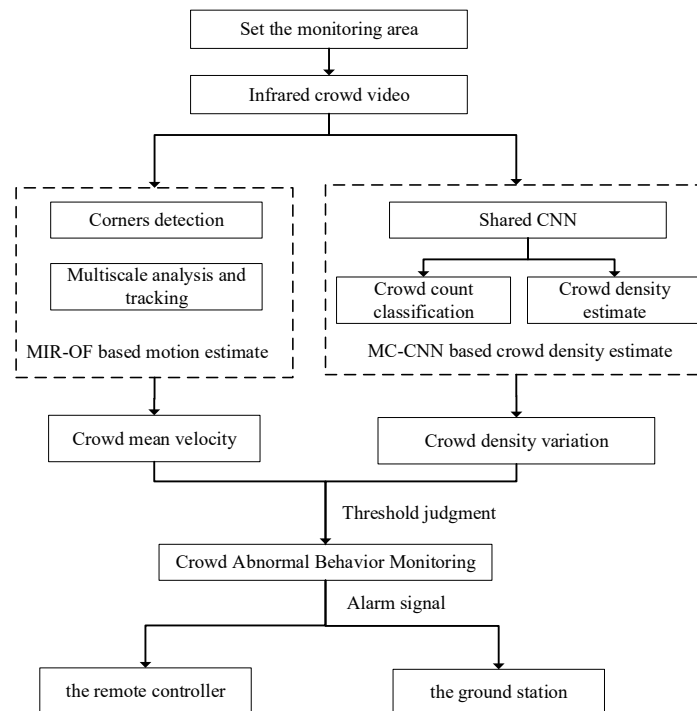 Set the monitoring area
Infrared crowd video
Corners detection
Multiscale analysis and
tracking
MIR-OF based motion estimate
Shared CNN
Crowd count
classification
Crowd density
estimate
MC-CNN based crowd density estimate
Crowd mean velocity
Crowd density variation
Threshold judgment
Crowd Abnormal Behavior Monitoring
Alarm signal
the remote controller
the ground station